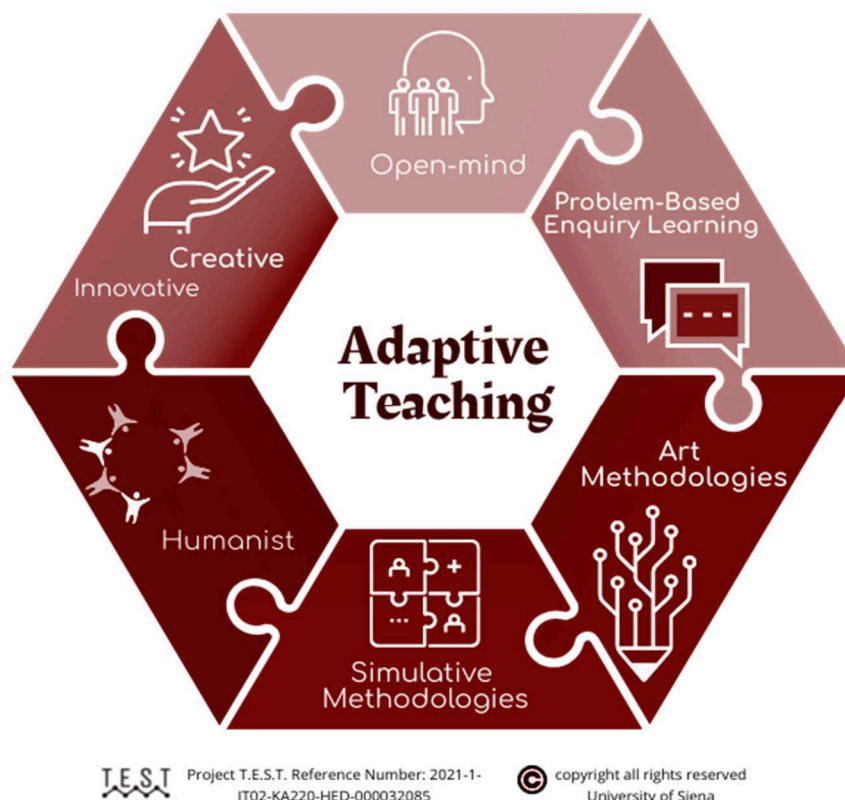 Open-mind
Problem-Based
Enquiry Learning
Creative
Innovative
Adaptive
Teaching
Art
Methodologies
Humanist
Simulative
Methodologies
T.E.S.T
Project T.E.S.T. Reference Number: 2021-1-
IT02-KA220-HED-000032085
© copyright all rights reserved
University of Siena